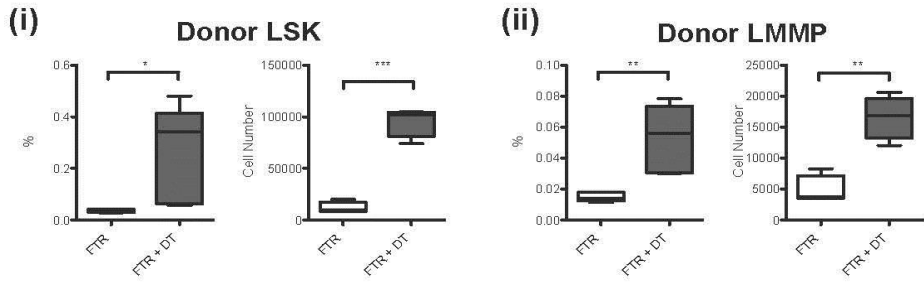 (i)
Donor LSK
0.6
0.4
0.2
0.0
%
*
FTR
FTR + DT
150000
100000
50000
0
Cell Number
***
FTR
FTR + DT
(ii)
Donor LMMP
0.10
0.08
0.06
0.04
0.02
0.00
%
**
FTR
FTR + DT
25000
20000
15000
10000
5000
0
Cell Number
**
FTR
FTR + DT